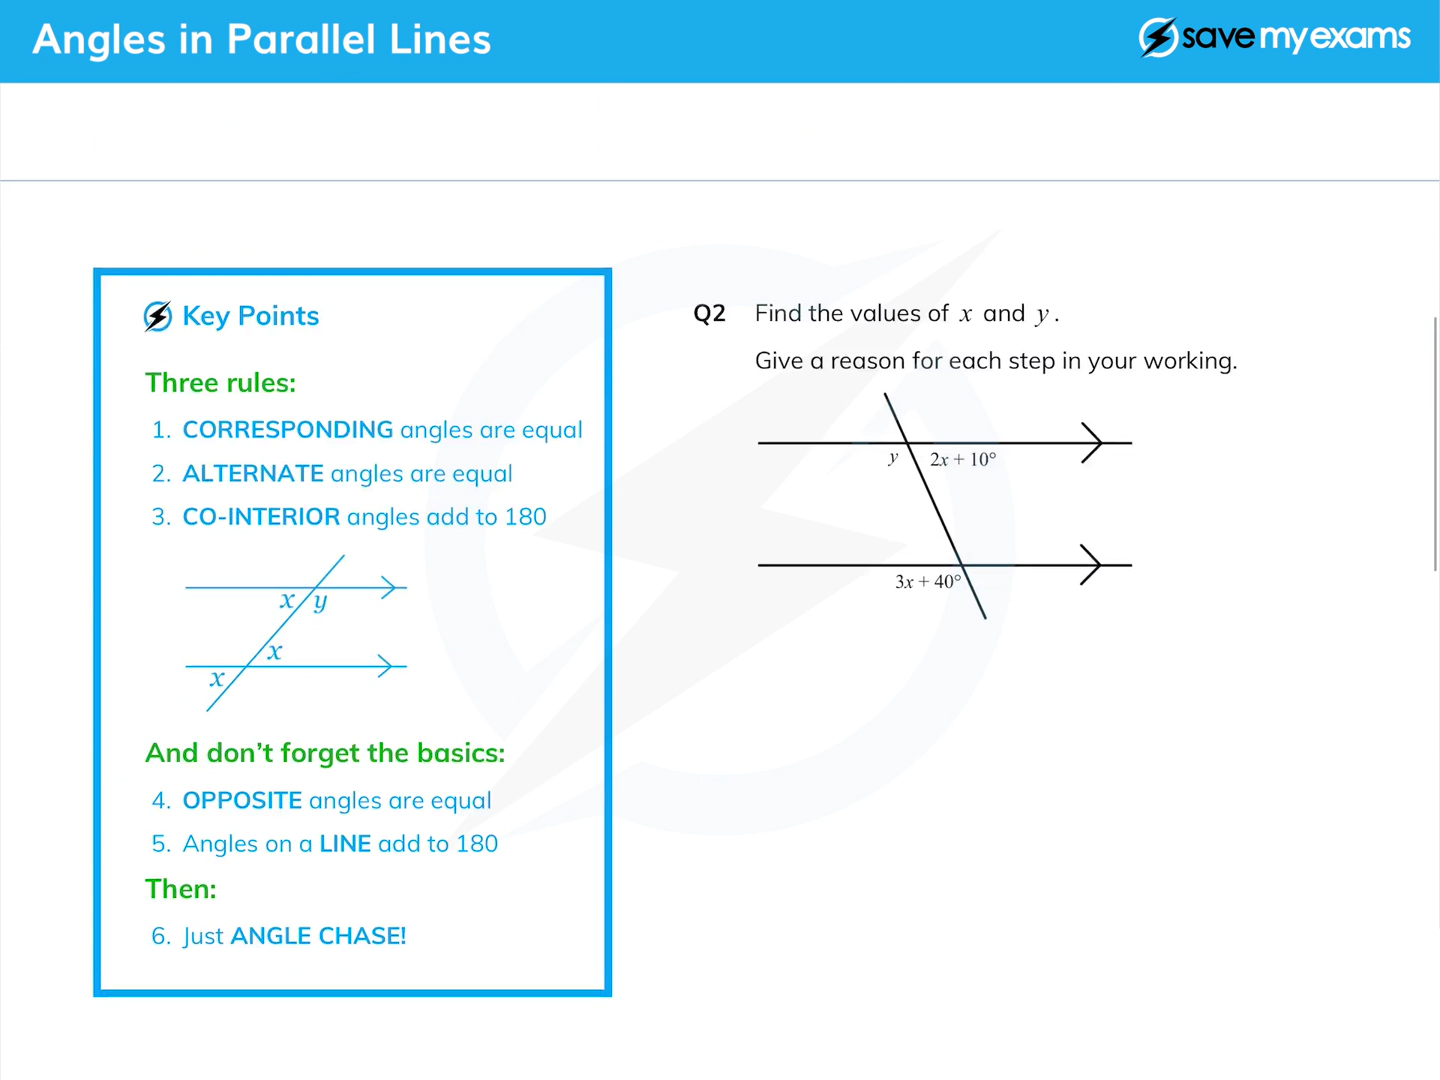 Angles in Parallel Lines
save my exams
Key Points
Three rules:
1. CORRESPONDING angles are equal
2. ALTERNATE angles are equal
3. CO-INTERIOR angles add to 180
x y
x
x
And don't forget the basics:
4. OPPOSITE angles are equal
5. Angles on a LINE add to 180
Then:
6. Just ANGLE CHASE!
Q2 Find the values of x and y.
Give a reason for each step in your working.
y 2x + 10°
3x + 40°